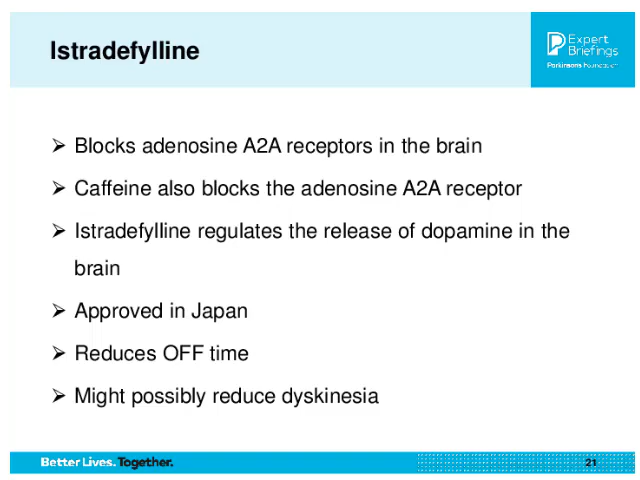 Istradefylline
Expert
Briefings
Parkinson's Foundation
➢ Blocks adenosine A2A receptors in the brain
➢ Caffeine also blocks the adenosine A2A receptor
➢ Istradefylline regulates the release of dopamine in the
brain
➢ Approved in Japan
➢ Reduces OFF time
➢ Might possibly reduce dyskinesia
Better Lives. Together.
21